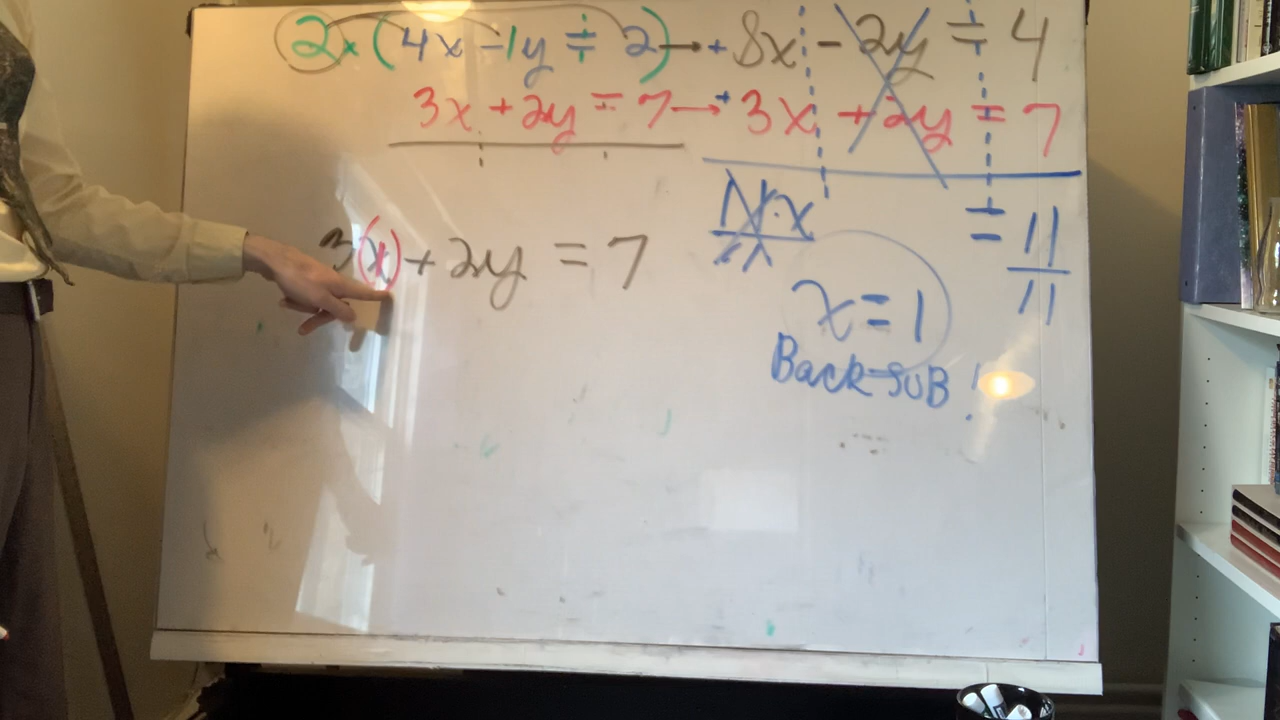 2x (4x - 1y = 2) → + 8x - 2y = 4
3x + 2y = 7 → + 3x + 2y = 7
11x = 11
11 11
3(x) + 2y = 7
x = 1
Back-SUB!